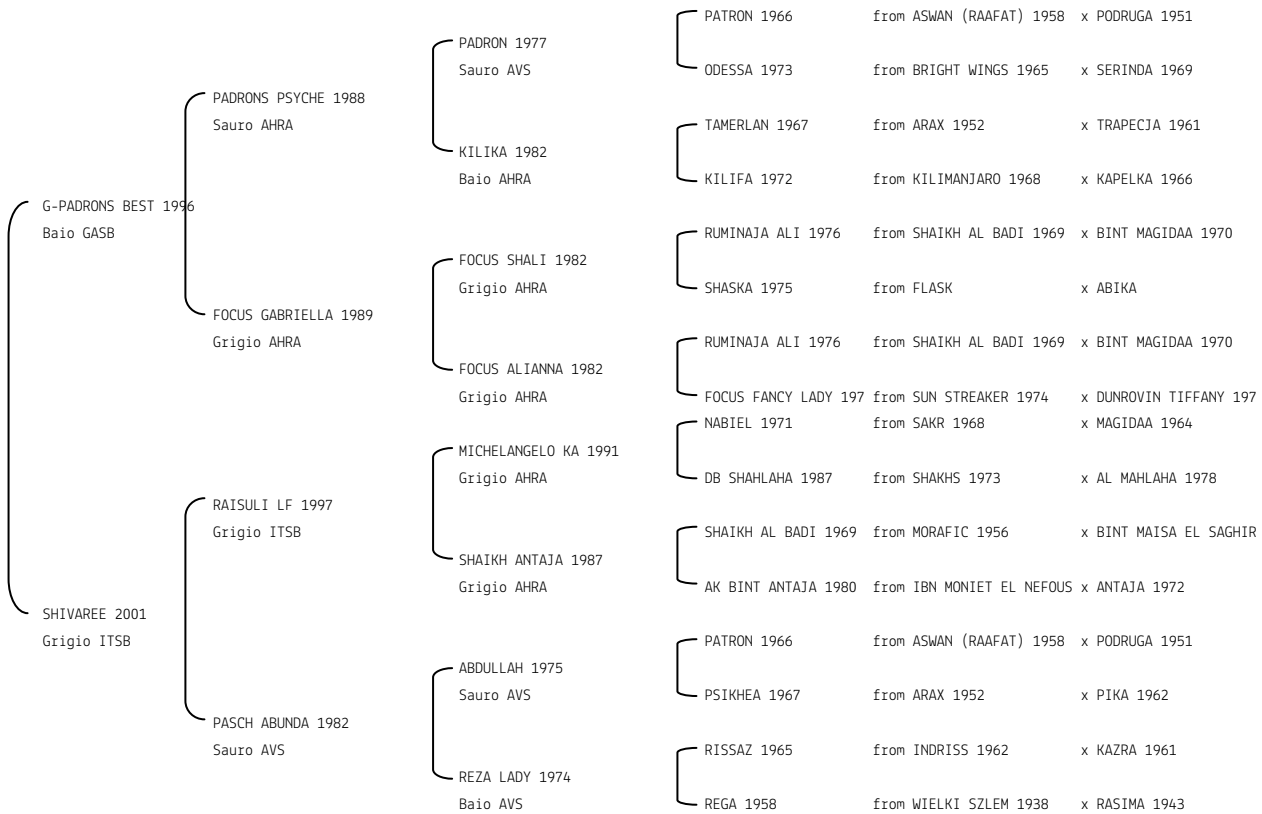 PATRON 1966 from ASWAN (RAAFAT) 1958 x PODRUGA 1951
PADRON 1977
Sauro AVS
ODESSA 1973 from BRIGHT WINGS 1965 x SERINDA 1969
PADRONS PSYCHE 1988
Sauro AHRA
TAMERLAN 1967 from ARAX 1952 x TRAPECJA 1961
KILIKA 1982
Baio AHRA
KILIFA 1972 from KILIMANJARO 1968 x KAPELKA 1966
G-PADRONS BEST 1996
Baio GASB
RUMINAJA ALI 1976 from SHAIKH AL BADI 1969 x BINT MAGIDAA 1970
FOCUS SHALI 1982
Grigio AHRA
SHASKA 1975 from FLASK x ABIKA
FOCUS GABRIELLA 1989
Grigio AHRA
RUMINAJA ALI 1976 from SHAIKH AL BADI 1969 x BINT MAGIDAA 1970
FOCUS ALIANNA 1982
Grigio AHRA
FOCUS FANCY LADY 197 from SUN STREAKER 1974 x DUNROVIN TIFFANY 197
NABIEL 1971 from SAKR 1968 x MAGIDAA 1964
MICHELANGELO KA 1991
Grigio AHRA
DB SHAHLAHA 1987 from SHAKHS 1973 x AL MAHLAHA 1978
RAISULI LF 1997
Grigio ITSB
SHAIKH AL BADI 1969 from MORAFIC 1956 x BINT MAISA EL SAGHIR
SHAIKH ANTAJA 1987
Grigio AHRA
AK BINT ANTAJA 1980 from IBN MONIET EL NEFOUS x ANTAJA 1972
SHIVAREE 2001
Grigio ITSB
PATRON 1966 from ASWAN (RAAFAT) 1958 x PODRUGA 1951
ABDULLAH 1975
Sauro AVS
PSIKHEA 1967 from ARAX 1952 x PIKA 1962
PASCH ABUNDA 1982
Sauro AVS
RISSAZ 1965 from INDRISS 1962 x KAZRA 1961
REZA LADY 1974
Baio AVS
REGA 1958 from WIELKI SZLEM 1938 x RASIMA 1943